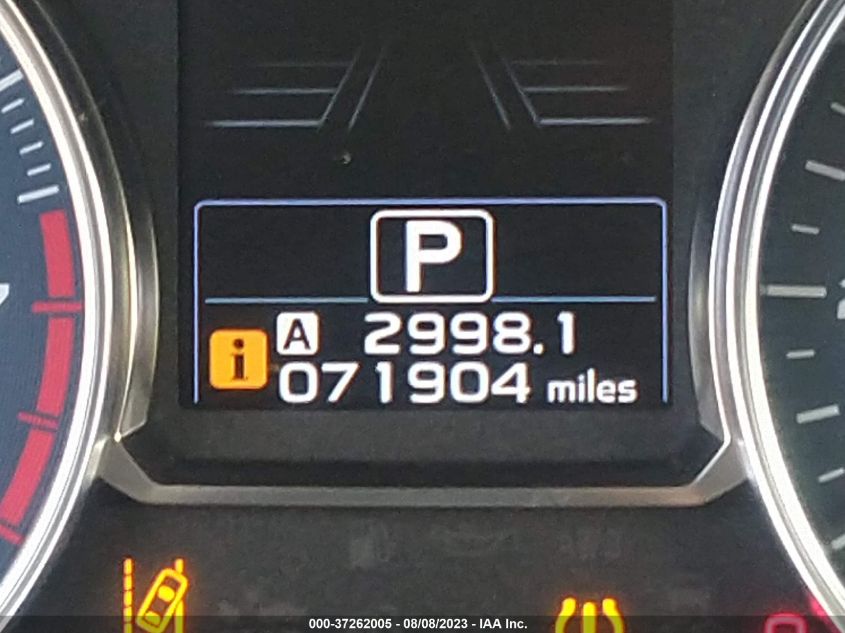 P
A 2998.1
i 071904 miles
000-37262005 - 08/08/2023 - IAA Inc.